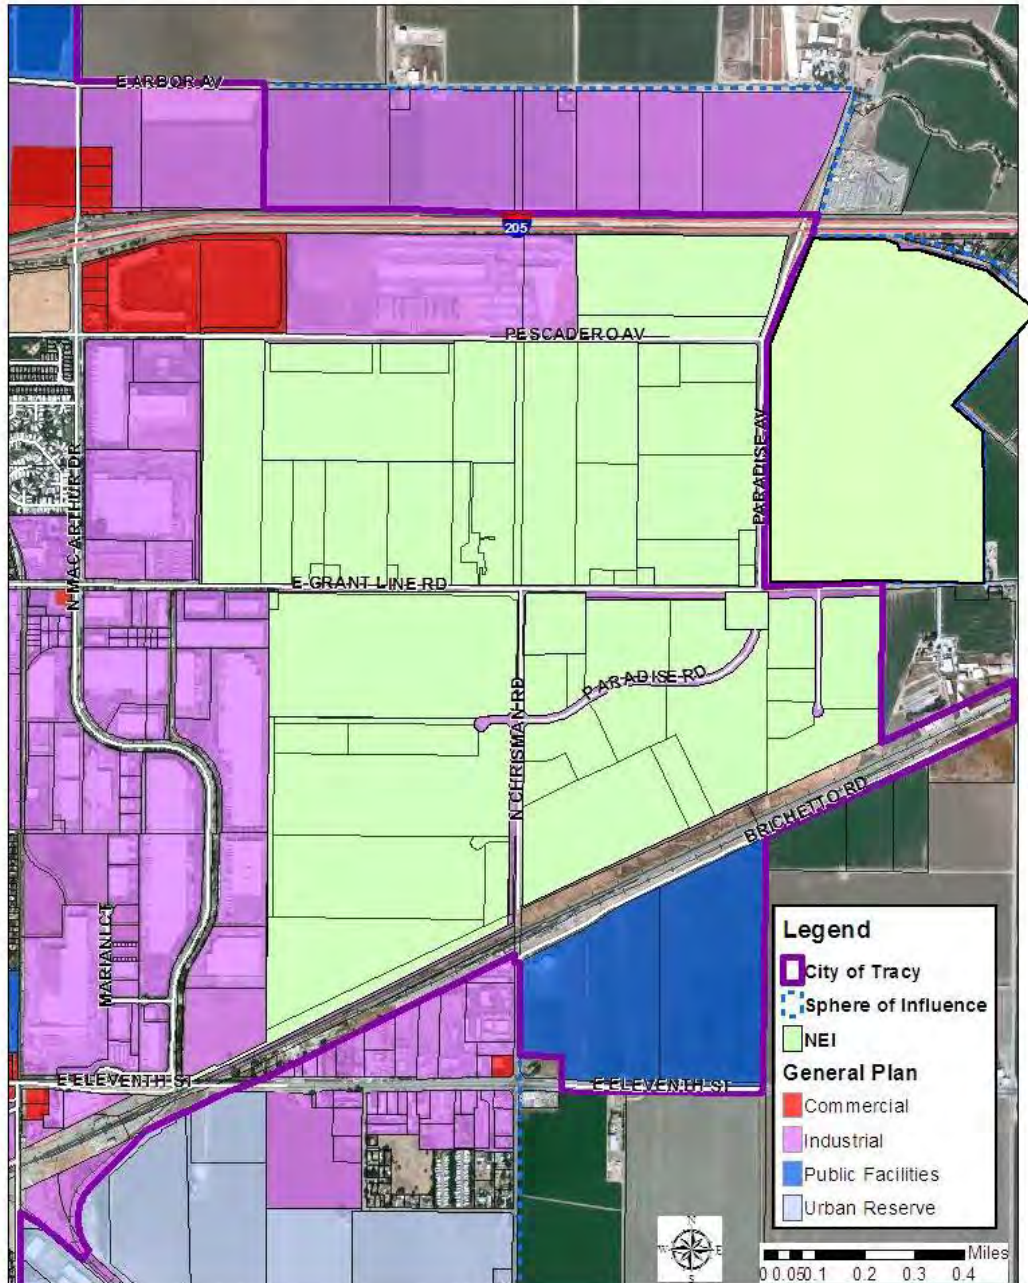 E ARBOR AV
205
PESCADERO AV
N MAC ARTHUR DR
PARADISE AV
E GRANT LINE RD
PARADISE RD
N CHRISMAN RD
BRICHETTO RD
MARIANI CT
E ELEVENTH ST
E ELEVENTH ST
Legend
City of Tracy
Sphere of Influence
NEI
General Plan
Commercial
Industrial
Public Facilities
Urban Reserve
N
W E
S
Miles
0 0.05 0.1 0.2 0.3 0.4